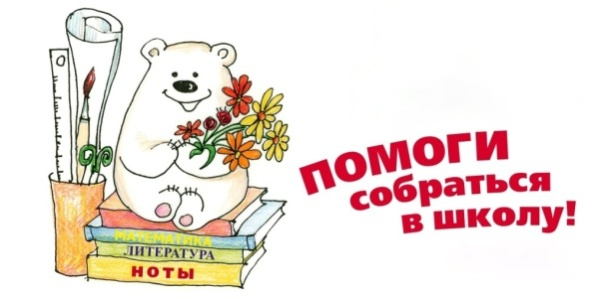 МАТЕМАТИКА
ЛИТЕРАТУРА
НОТЫ
ПОМОГИ
собраться
в школу!